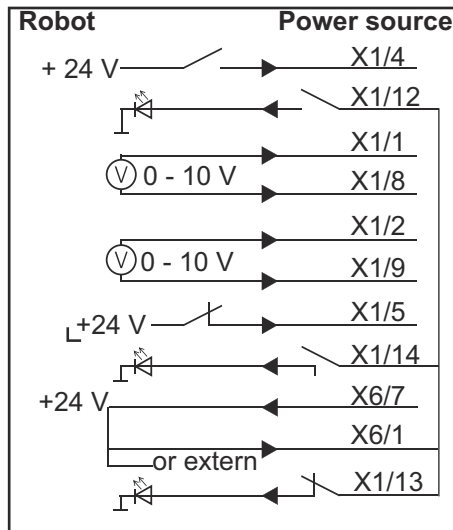 Robot Power source
+ 24 V X1/4
X1/12
X1/1
V 0 - 10 V X1/8
X1/2
V 0 - 10 V X1/9
+24 V X1/5
X1/14
+24 V X6/7
X6/1
or extern
X1/13